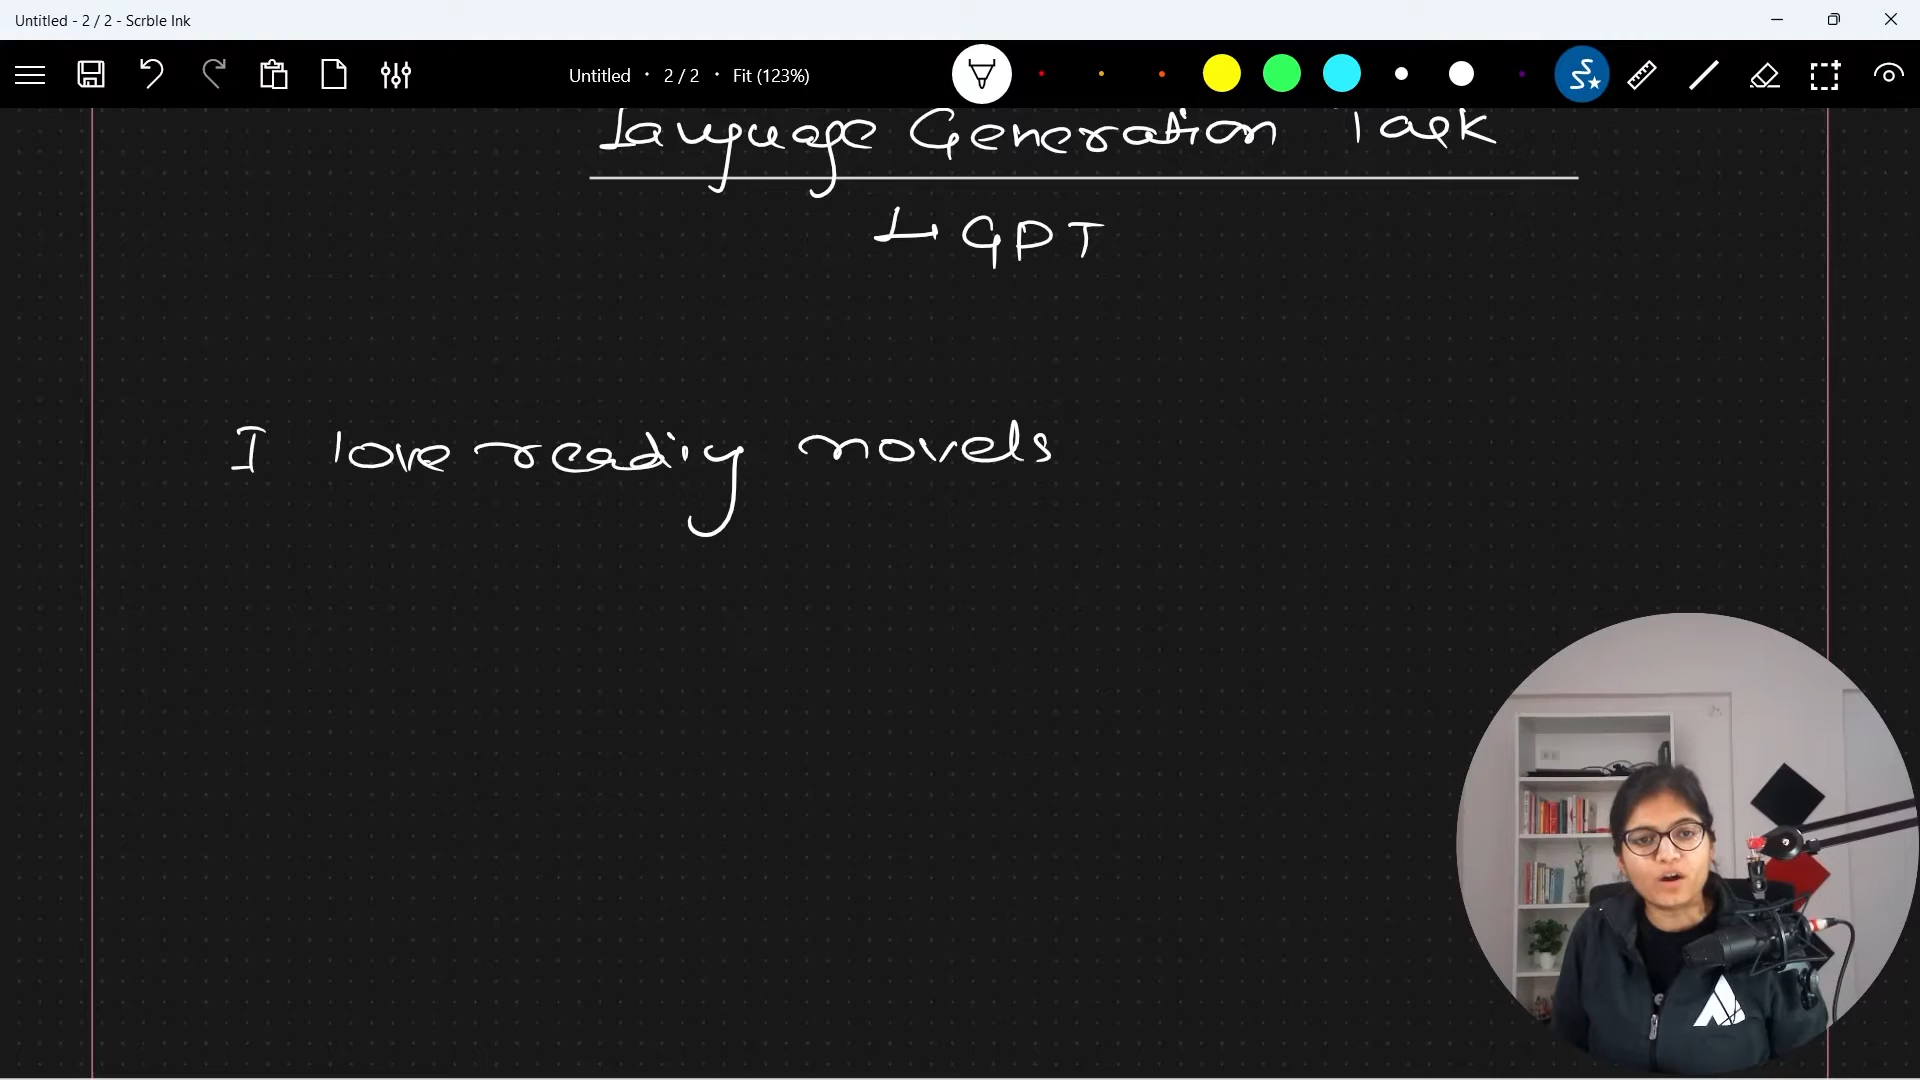 Untitled - 2 / 2 - Scrble Ink
Untitled • 2 / 2 • Fit (123%)
Language Generation Task
GPT
I love reading novels